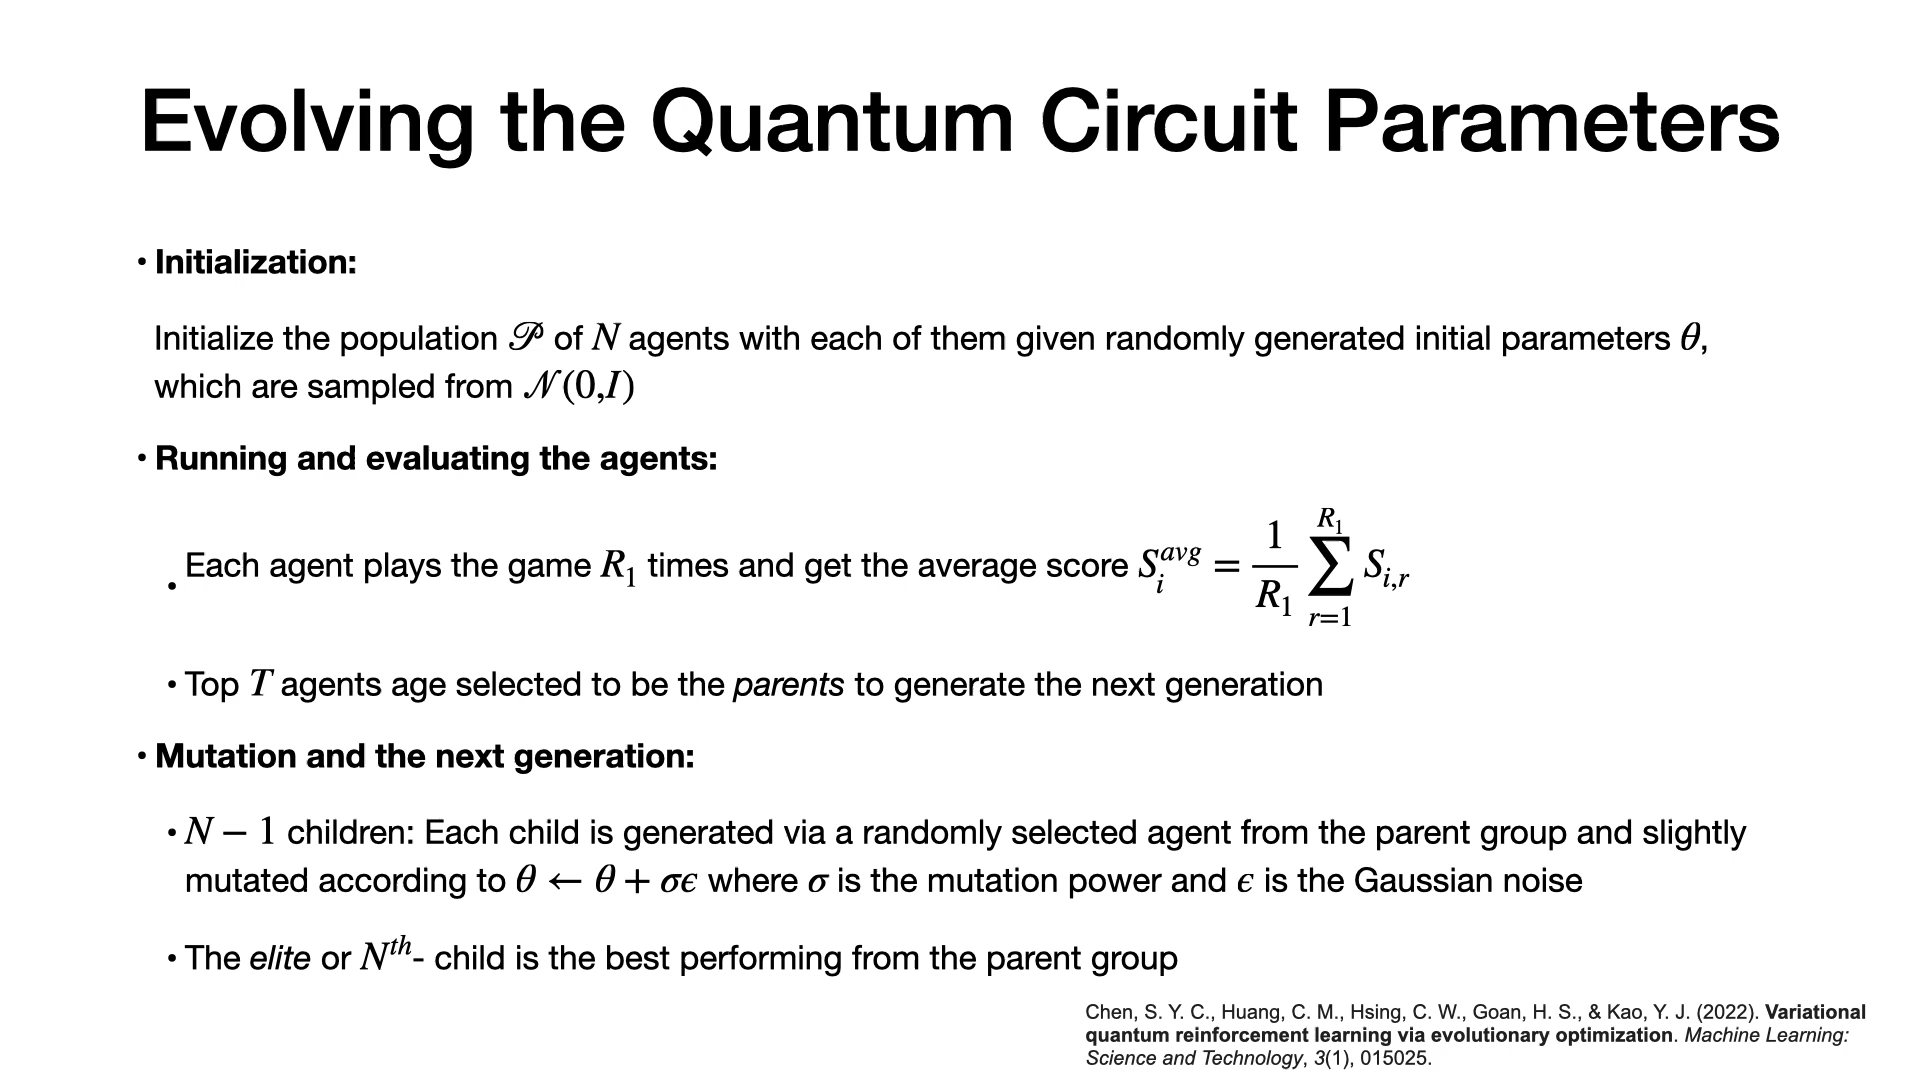 Evolving the Quantum Circuit Parameters
• Initialization:
Initialize the population 𝒫 of N agents with each of them given randomly generated initial parameters θ,
which are sampled from 𝒩(0,I)
• Running and evaluating the agents:
• Each agent plays the game R₁ times and get the average score S_i^{avg} = \frac{1}{R_1} \sum_{r=1}^{R_1} S_{i,r}
• Top T agents age selected to be the parents to generate the next generation
• Mutation and the next generation:
• N − 1 children: Each child is generated via a randomly selected agent from the parent group and slightly
mutated according to θ ← θ + σϵ where σ is the mutation power and ϵ is the Gaussian noise
• The elite or N^{th}- child is the best performing from the parent group
Chen, S. Y. C., Huang, C. M., Hsing, C. W., Goan, H. S., & Kao, Y. J. (2022). Variational
quantum reinforcement learning via evolutionary optimization. Machine Learning:
Science and Technology, 3(1), 015025.